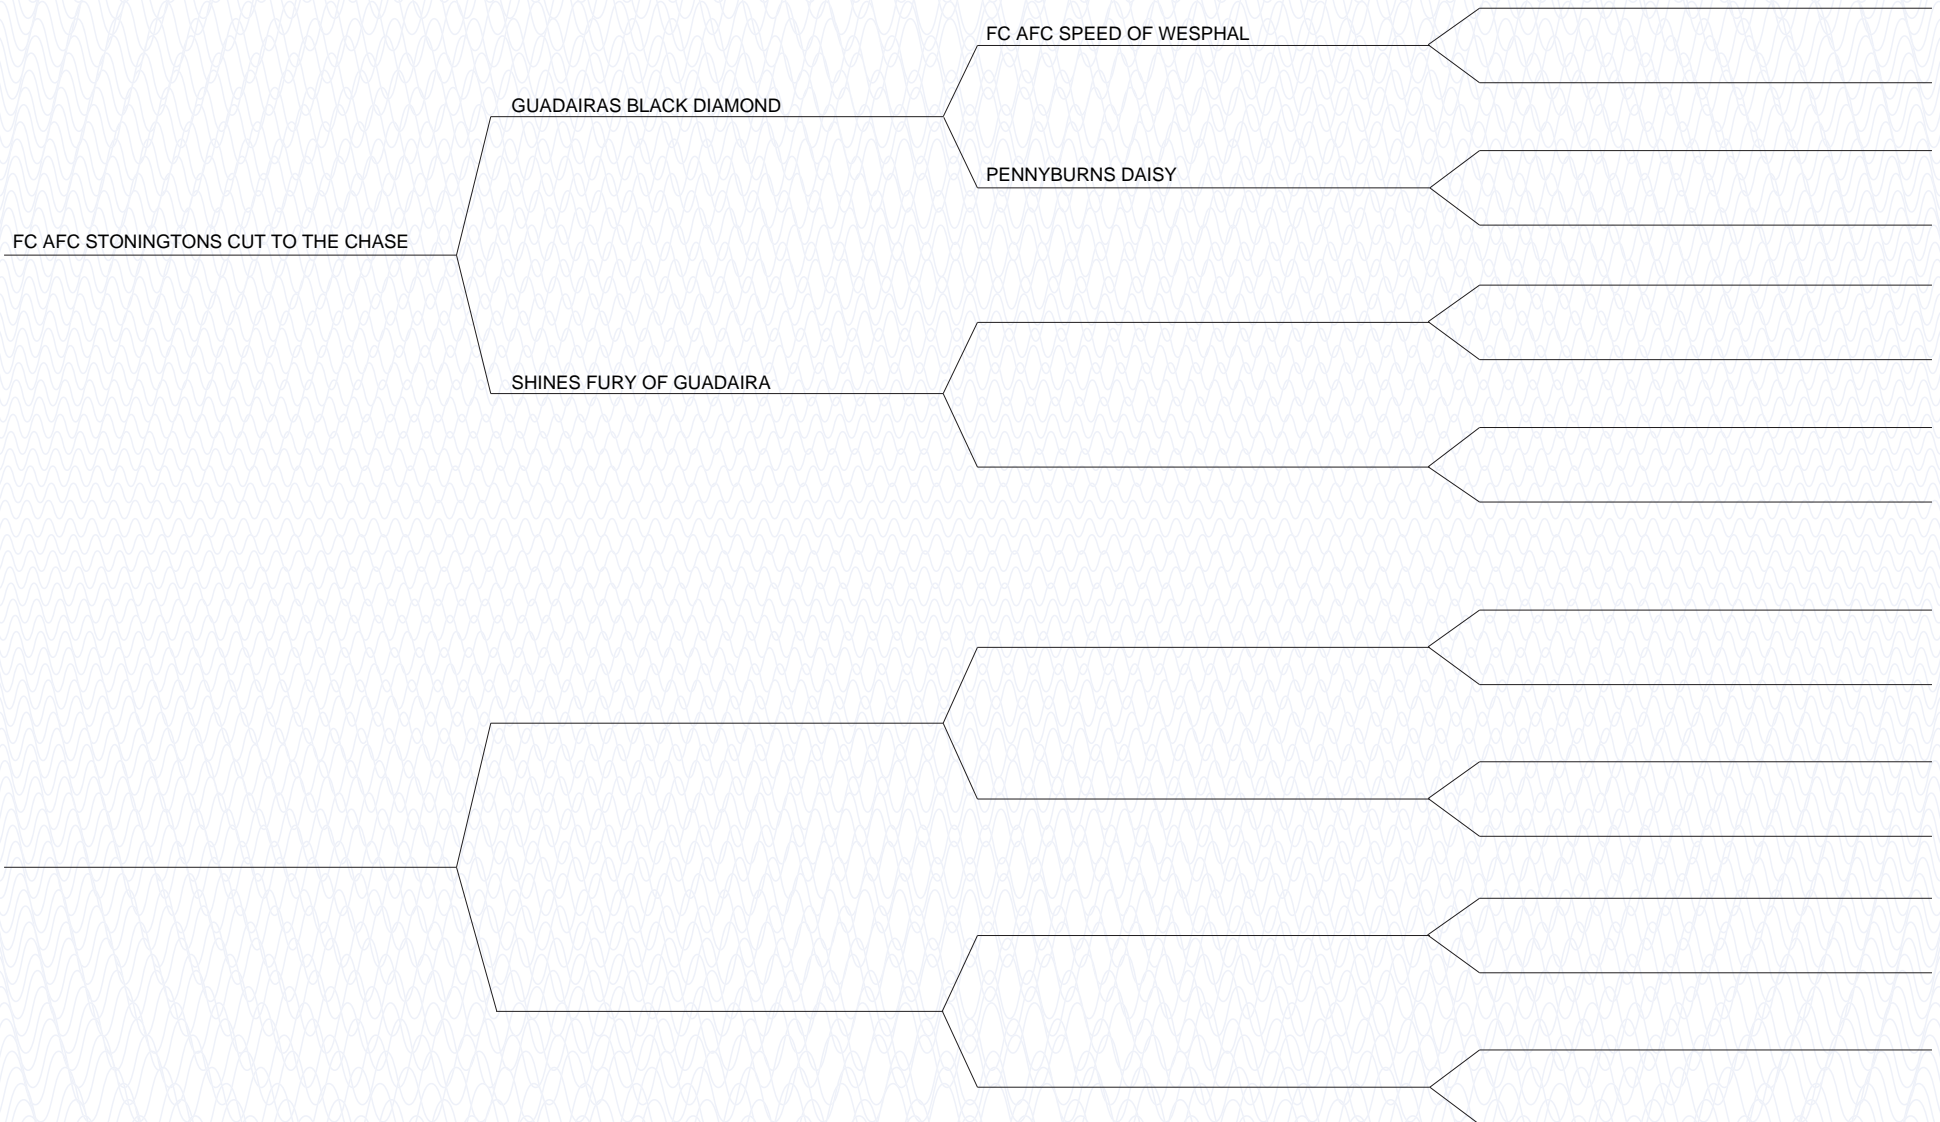 FC AFC SPEED OF WESPHAL
GUADAIRAS BLACK DIAMOND
PENNYBURNS DAISY
FC AFC STONINGTONS CUT TO THE CHASE
SHINES FURY OF GUADAIRA